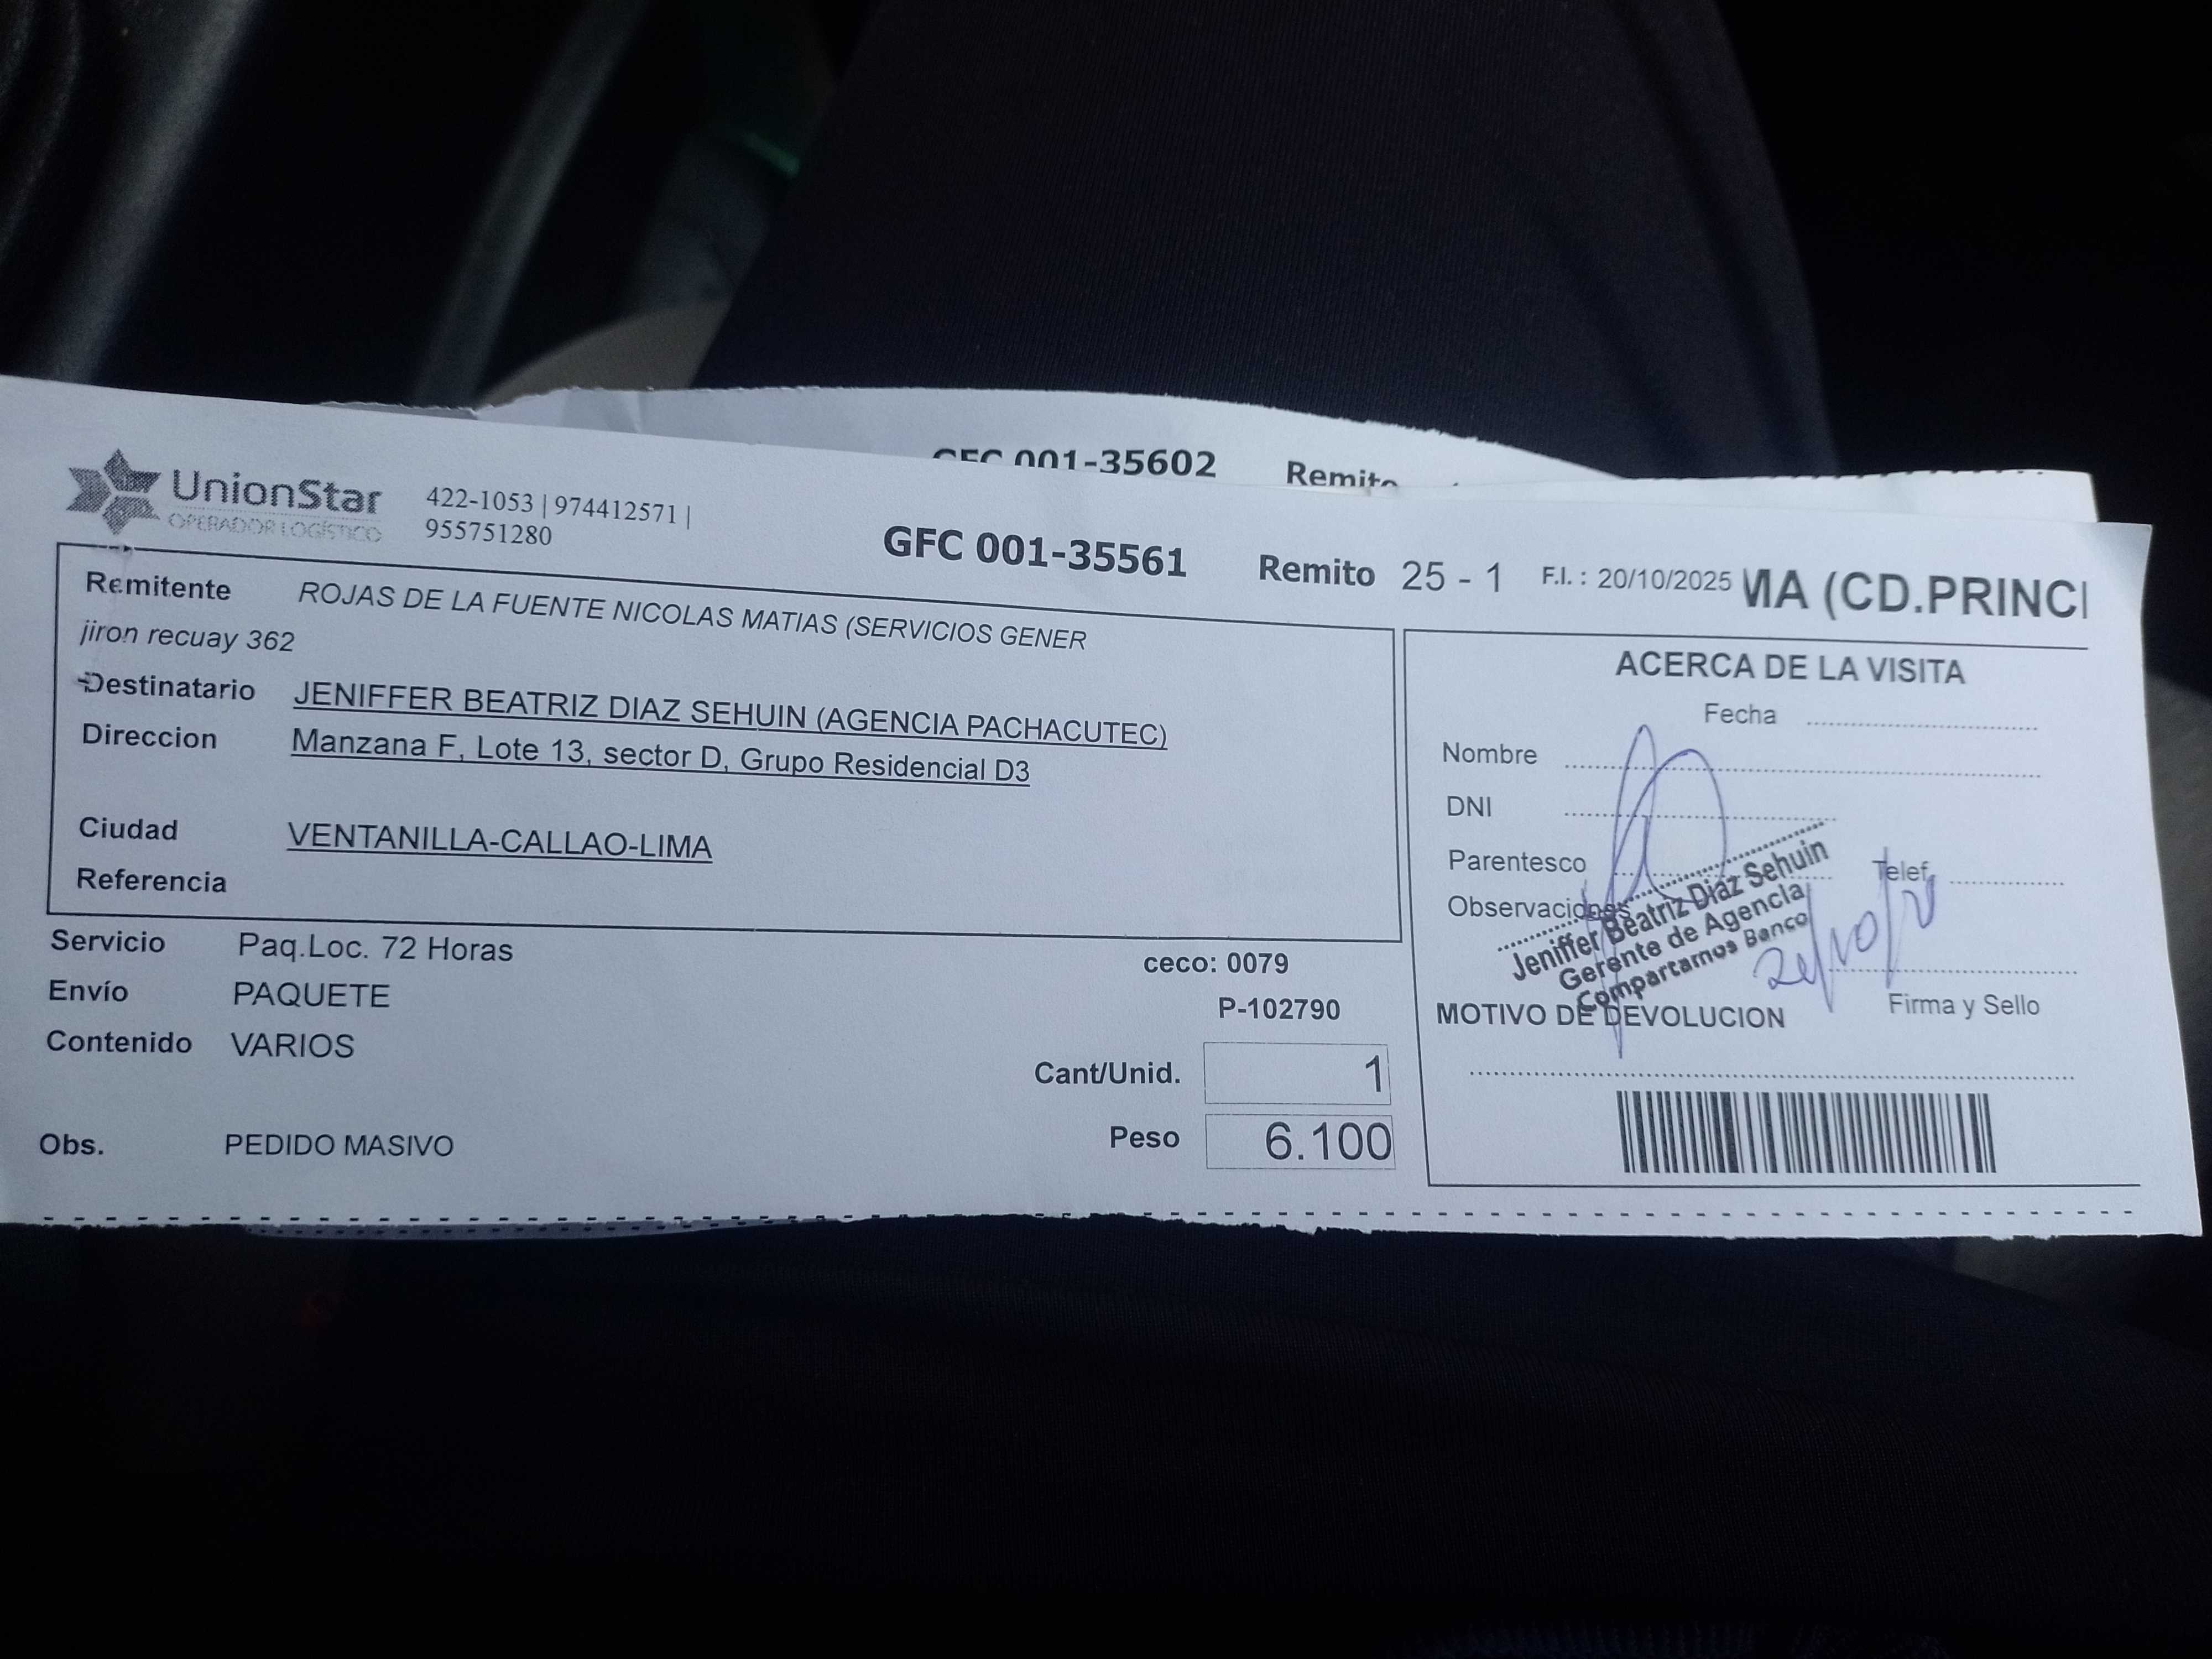 GFC 001-35602 Remito
UnionStar
OPERADOR LOGÍSTICO
422-1053 | 974412571 |
955751280
GFC 001-35561 Remito 25 - 1 F.I. : 20/10/2025 MA (CD.PRINCI
Remitente ROJAS DE LA FUENTE NICOLAS MATIAS (SERVICIOS GENER
jiron recuay 362
Destinatario JENIFFER BEATRIZ DIAZ SEHUIN (AGENCIA PACHACUTEC)
Direccion Manzana F, Lote 13, sector D, Grupo Residencial D3
Ciudad VENTANILLA-CALLAO-LIMA
Referencia
Servicio Paq.Loc. 72 Horas
ceco: 0079
Envío PAQUETE
P-102790
Contenido VARIOS
Cant/Unid. 1
Peso 6.100
Obs. PEDIDO MASIVO
ACERCA DE LA VISITA
Fecha
Nombre
DNI
Parentesco
Telef.
Observaciones
Jeniffer Beatriz Diaz Sehuin
Gerente de Agencia
Compartamos Banco
Firma y Sello
MOTIVO DE DEVOLUCION